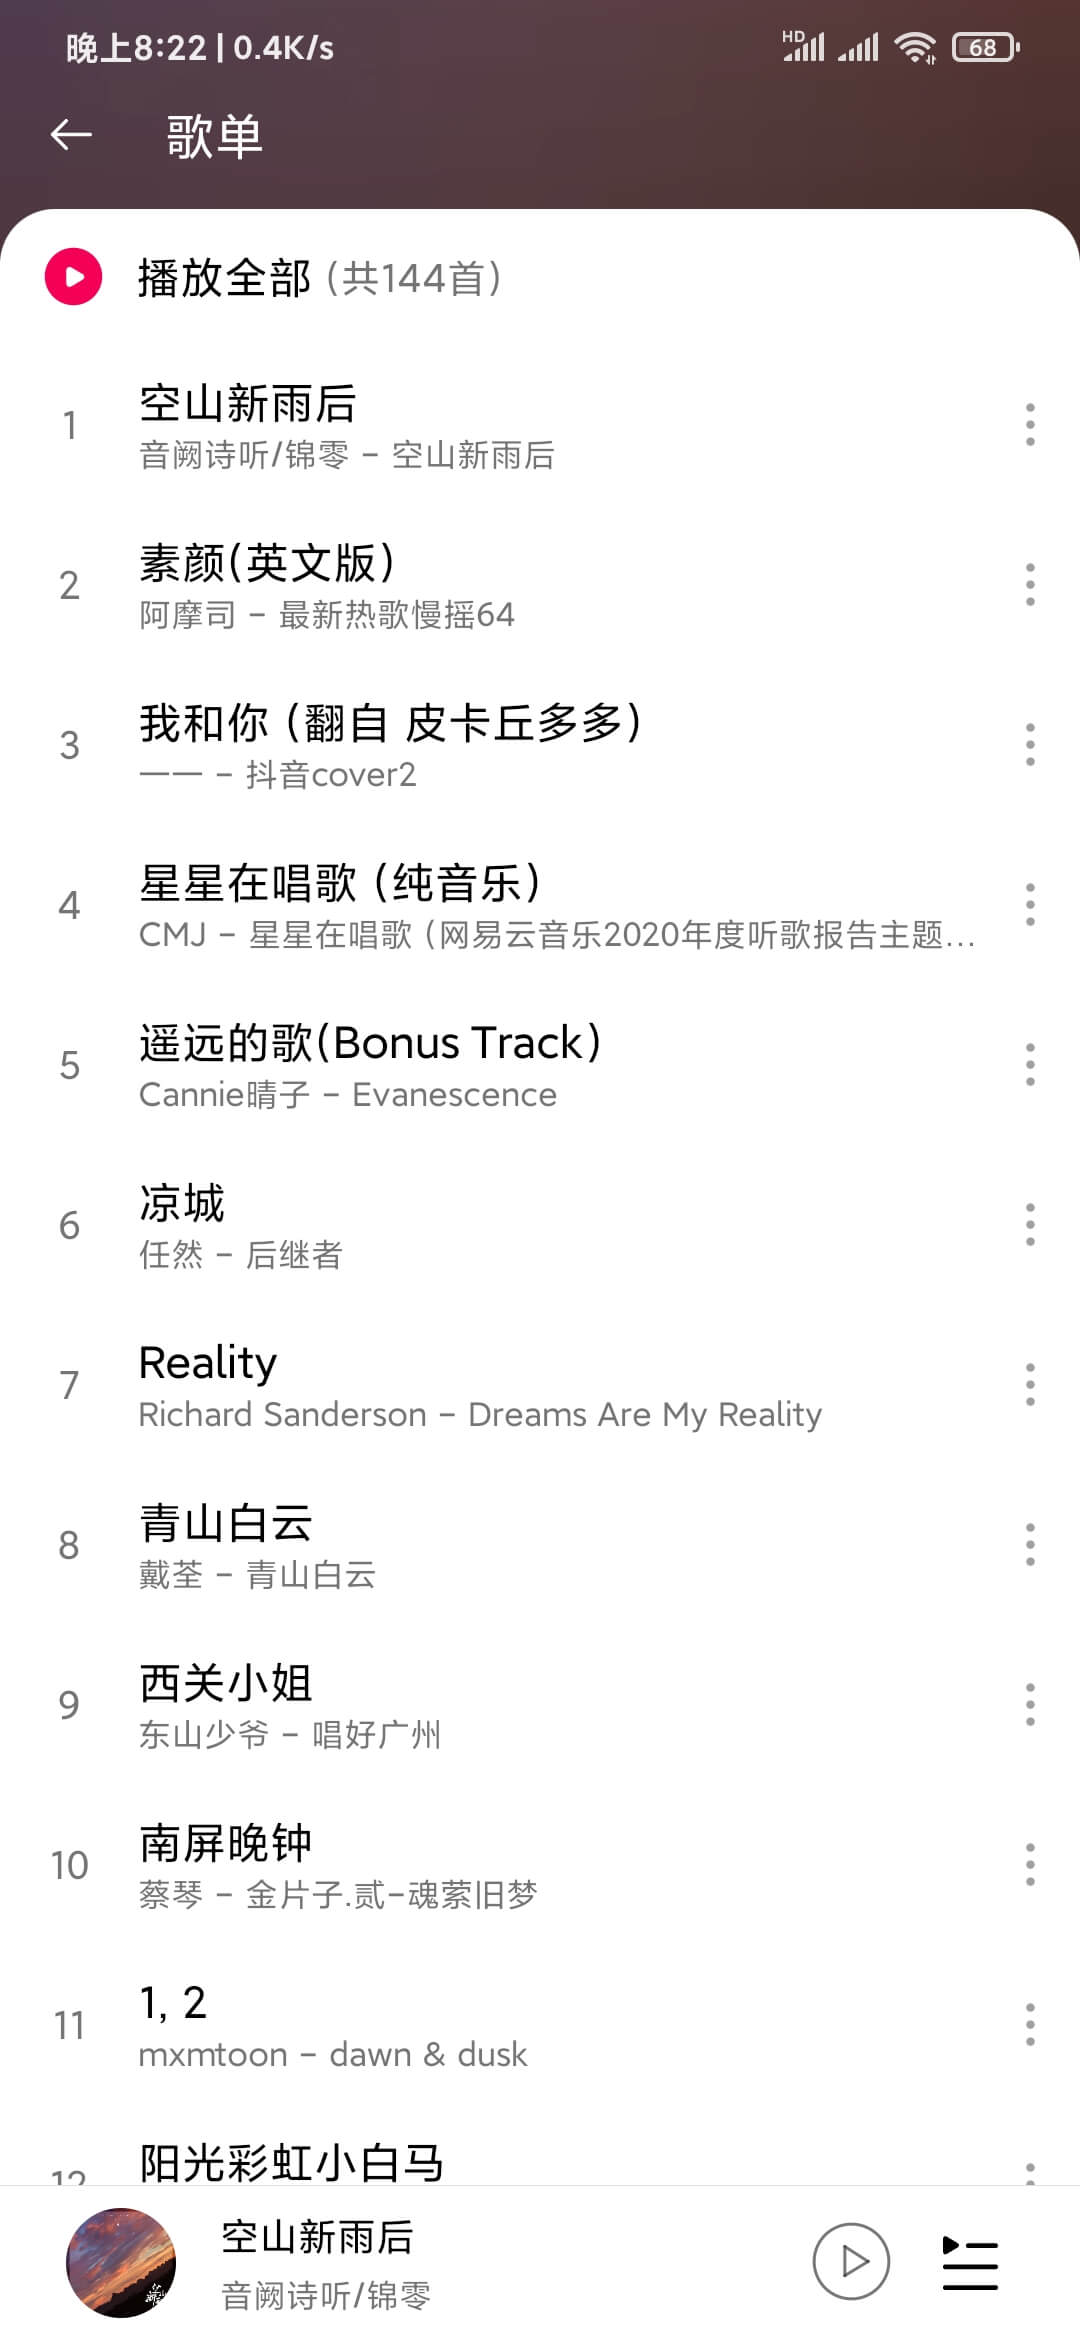 晚上8:22 | 0.4K/s
HD
68
歌单
播放全部 (共144首)
1
空山新雨后
音阙诗听/锦零 - 空山新雨后
2
素颜(英文版)
阿摩司 - 最新热歌慢摇64
3
我和你 (翻自 皮卡丘多多)
一一 - 抖音cover2
4
星星在唱歌 (纯音乐)
CMJ - 星星在唱歌 (网易云音乐2020年度听歌报告主题...
5
遥远的歌(Bonus Track)
Cannie晴子 - Evanescence
6
凉城
任然 - 后继者
7
Reality
Richard Sanderson - Dreams Are My Reality
8
青山白云
戴荃 - 青山白云
9
西关小姐
东山少爷 - 唱好广州
10
南屏晚钟
蔡琴 - 金片子.贰-魂萦旧梦
11
1, 2
mxmtoon - dawn & dusk
12
阳光彩虹小白马
空山新雨后
音阙诗听/锦零